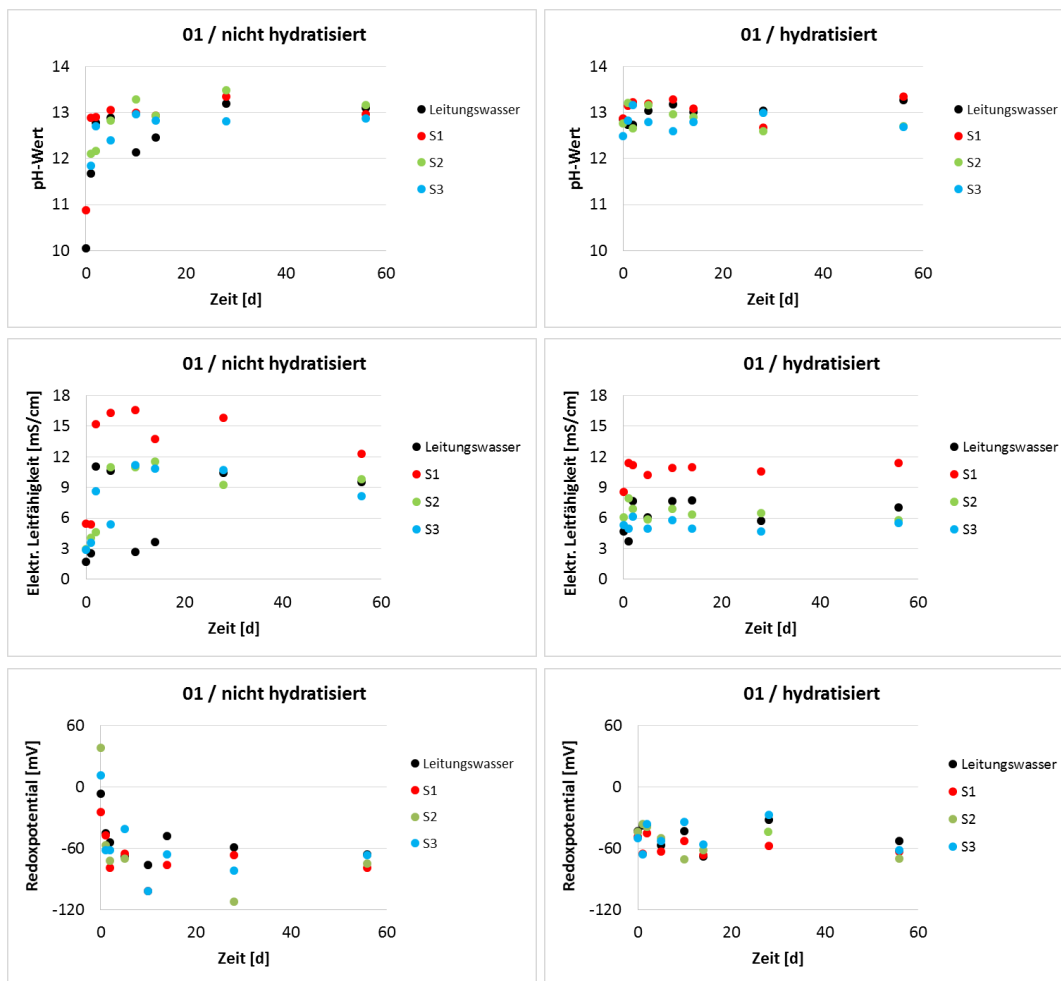 01 / nicht hydratisiert
pH-Wert
14
13
12
11
10
0
20
40
60
Zeit [d]
Leitungswasser
S1
S2
S3
01 / hydratisiert
pH-Wert
14
13
12
11
10
0
20
40
60
Zeit [d]
Leitungswasser
S1
S2
S3
01 / nicht hydratisiert
Elektr. Leitfähigkeit [mS/cm]
18
15
12
9
6
3
0
0
20
40
60
Zeit [d]
Leitungswasser
S1
S2
S3
01 / hydratisiert
Elektr. Leitfähigkeit [mS/cm]
18
15
12
9
6
3
0
0
20
40
60
Zeit [d]
Leitungswasser
S1
S2
S3
01 / nicht hydratisiert
Redoxpotential [mV]
60
0
-60
-120
0
20
40
60
Zeit [d]
Leitungswasser
S1
S2
S3
01 / hydratisiert
Redoxpotential [mV]
60
0
-60
-120
0
20
40
60
Zeit [d]
Leitungswasser
S1
S2
S3